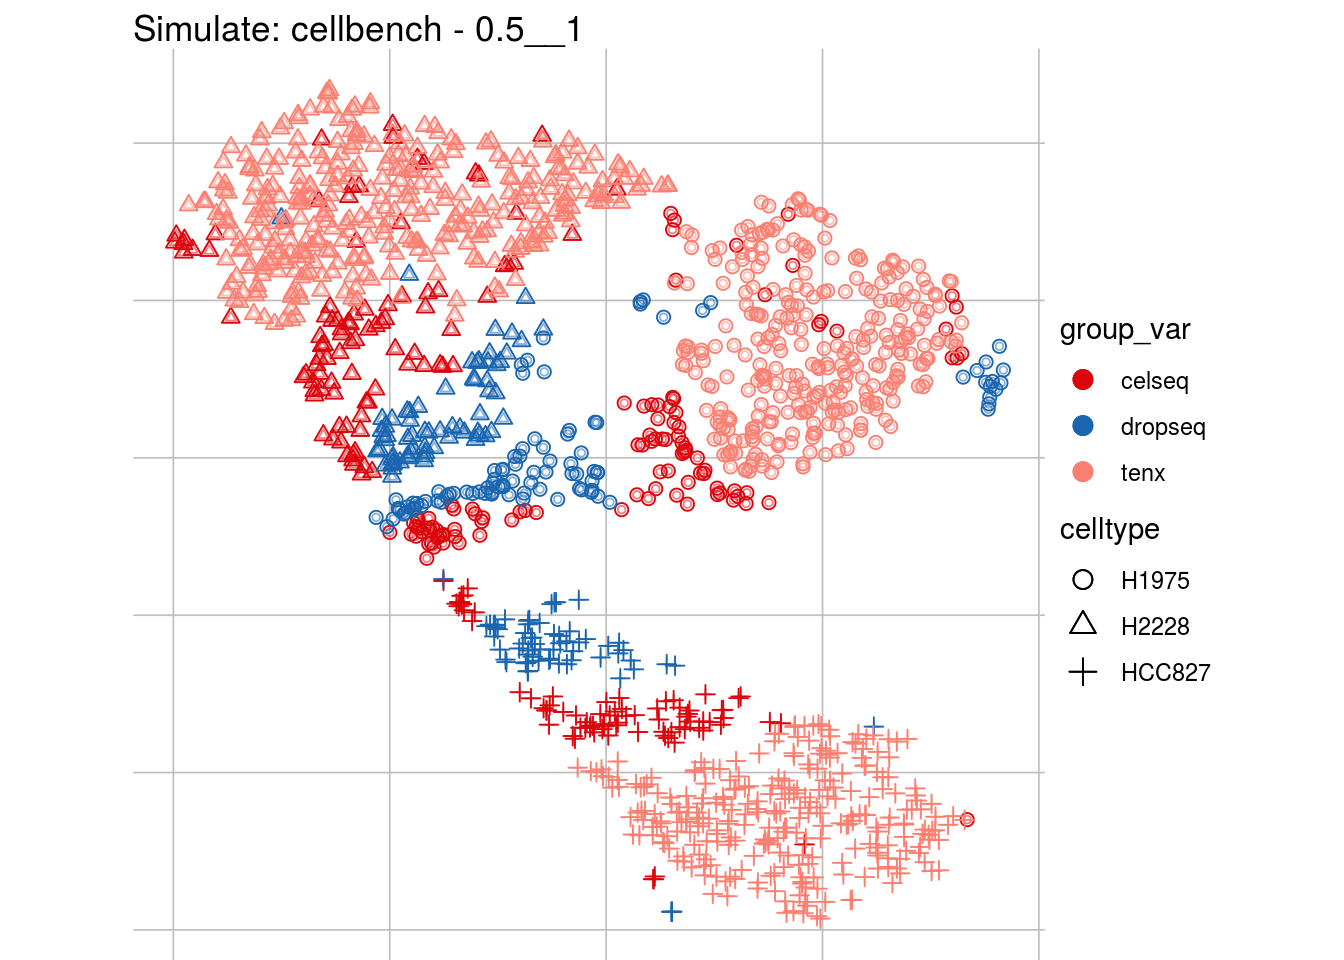 Simulate: cellbench - 0.5__1
group_var
celseq
dropseq
tenx
celltype
H1975
H2228
HCC827